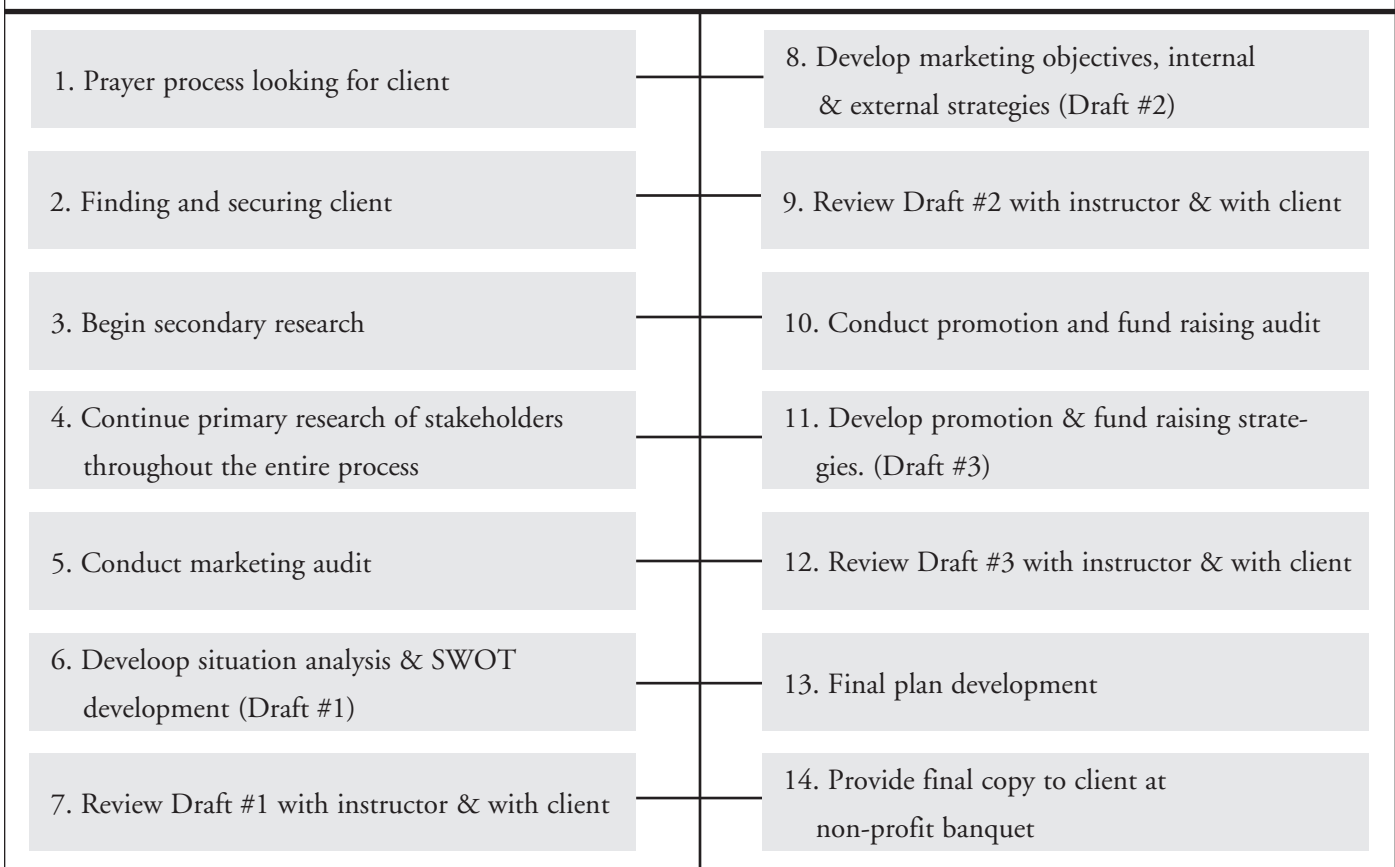 1. Prayer process looking for client
2. Finding and securing client
3. Begin secondary research
4. Continue primary research of stakeholders
throughout the entire process
5. Conduct marketing audit
6. Develoop situation analysis & SWOT
development (Draft #1)
7. Review Draft #1 with instructor & with client
8. Develop marketing objectives, internal
& external strategies (Draft #2)
9. Review Draft #2 with instructor & with client
10. Conduct promotion and fund raising audit
11. Develop promotion & fund raising strate-
gies. (Draft #3)
12. Review Draft #3 with instructor & with client
13. Final plan development
14. Provide final copy to client at
non-profit banquet